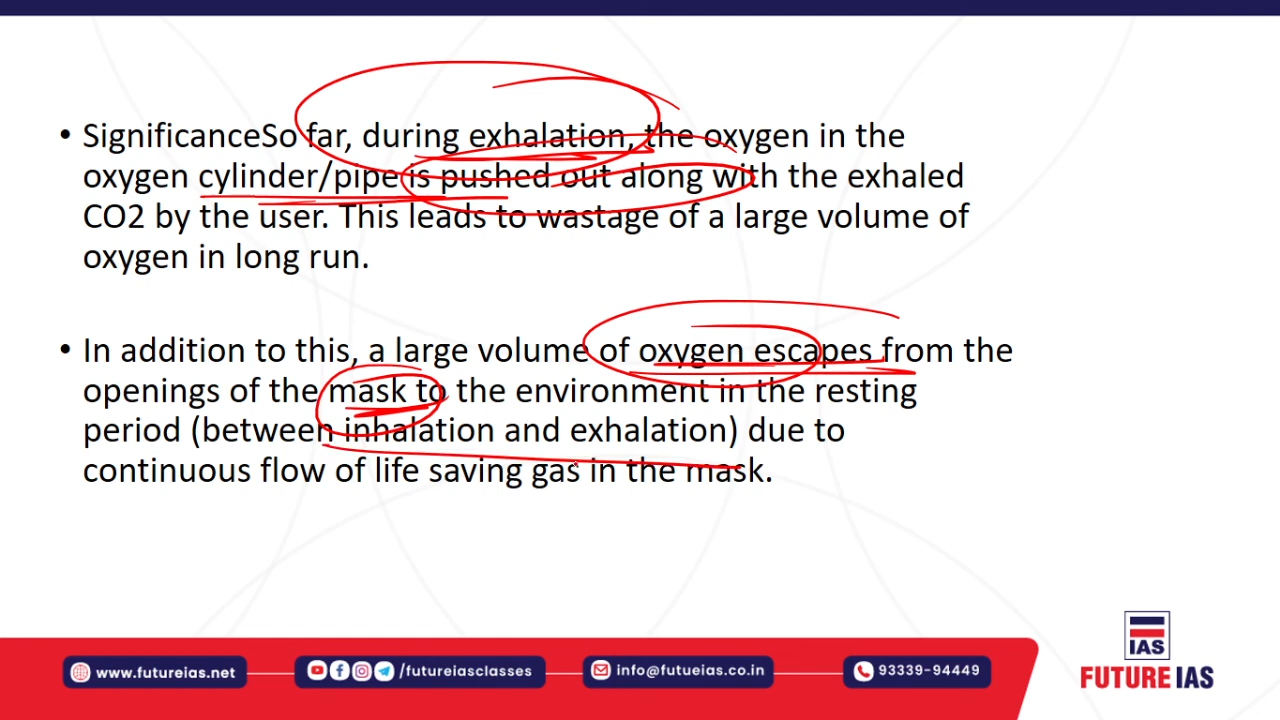 • SignificanceSo far, during exhalation, the oxygen in the
oxygen cylinder/pipe is pushed out along with the exhaled
CO2 by the user. This leads to wastage of a large volume of
oxygen in long run.
• In addition to this, a large volume of oxygen escapes from the
openings of the mask to the environment in the resting
period (between inhalation and exhalation) due to
continuous flow of life saving gas in the mask.
www.futureias.net
/futureiasclasses
info@futueias.co.in
93339-94449
IAS
FUTURE IAS